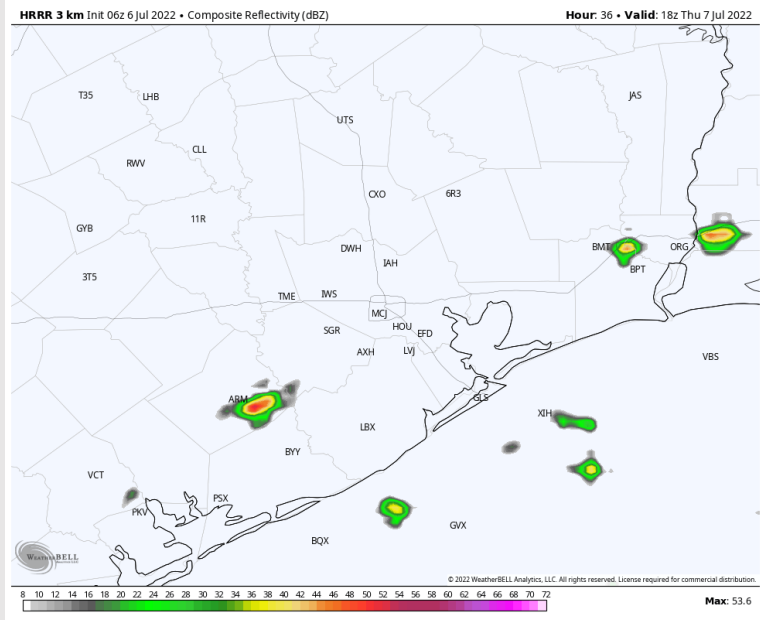 HRRR 3 km Init 06z 6 Jul 2022 • Composite Reflectivity (dBZ) Hour: 36 • Valid: 18z Thu 7 Jul 2022
T35 LHB JAS
UTS
CLL
RWV
CXO 6R3
11R
GYB
DWH BMT ORG
IAH
BPT
3T5
TME IWS
MCJ
SGR HOU EFD
AXH LVJ VBS
ARM GLS
XIH
LBX
BYY
VCT
PSX
PKV
GVX
BQX
WEATHERBELL
© 2022 WeatherBELL Analytics, LLC. All rights reserved. License required for commercial distribution.
8 10 12 14 16 18 20 22 24 26 28 30 32 34 36 38 40 42 44 46 48 50 52 54 56 58 60 62 64 66 68 70 72 Max: 53.6